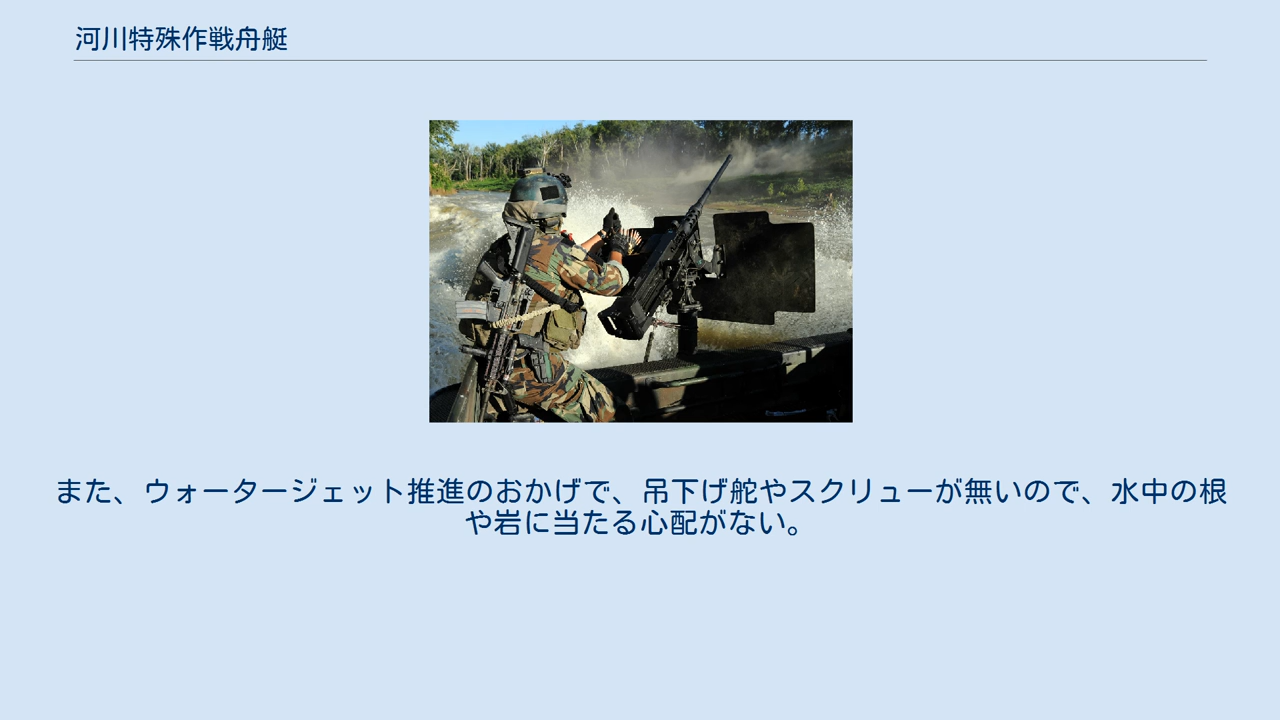 河川特殊作戦舟艇
また、ウォータージェット推進のおかげで、吊下げ舵やスクリューが無いので、水中の根
や岩に当たる心配がない。